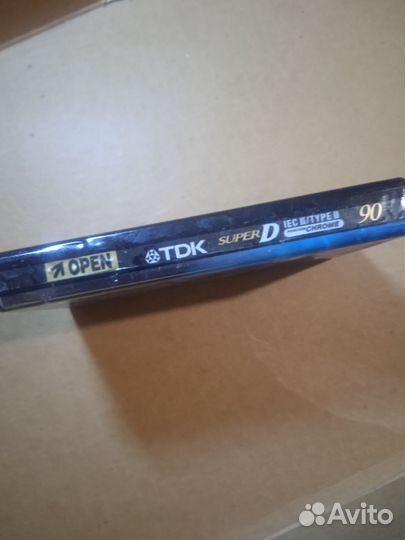 OPEN TDK SUPER D IEC II/TYPE II 90
CHROME
Avito